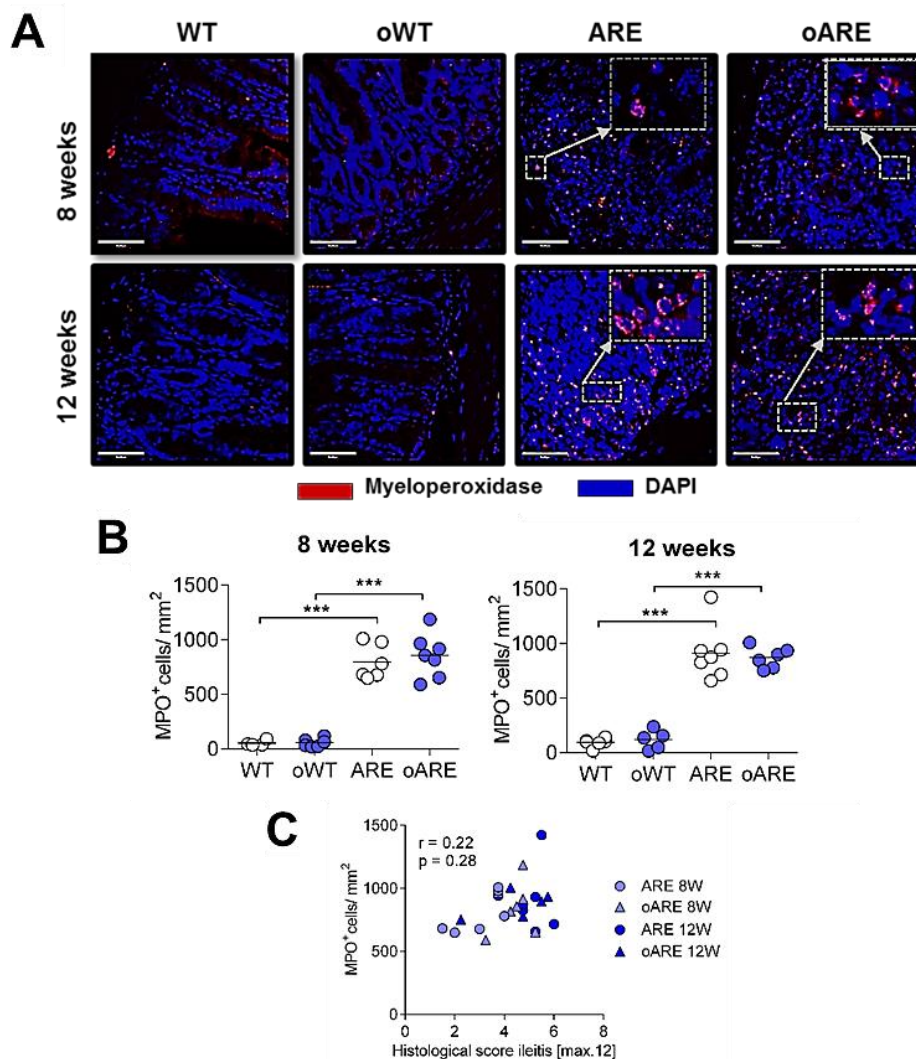 A
WT oWT ARE oARE
8 weeks
12 weeks
Myeloperoxidase DAPI
B
8 weeks
12 weeks
MPO⁺cells/ mm²
1500
1000
500
0
***
***
WT oWT ARE oARE
MPO⁺cells/ mm²
1500
1000
500
0
***
***
WT oWT ARE oARE
C
MPO⁺cells/ mm²
1500
1000
500
0
r = 0.22
p = 0.28
ARE 8W
oARE 8W
ARE 12W
oARE 12W
0 2 4 6 8
Histological score ileitis [max.12]